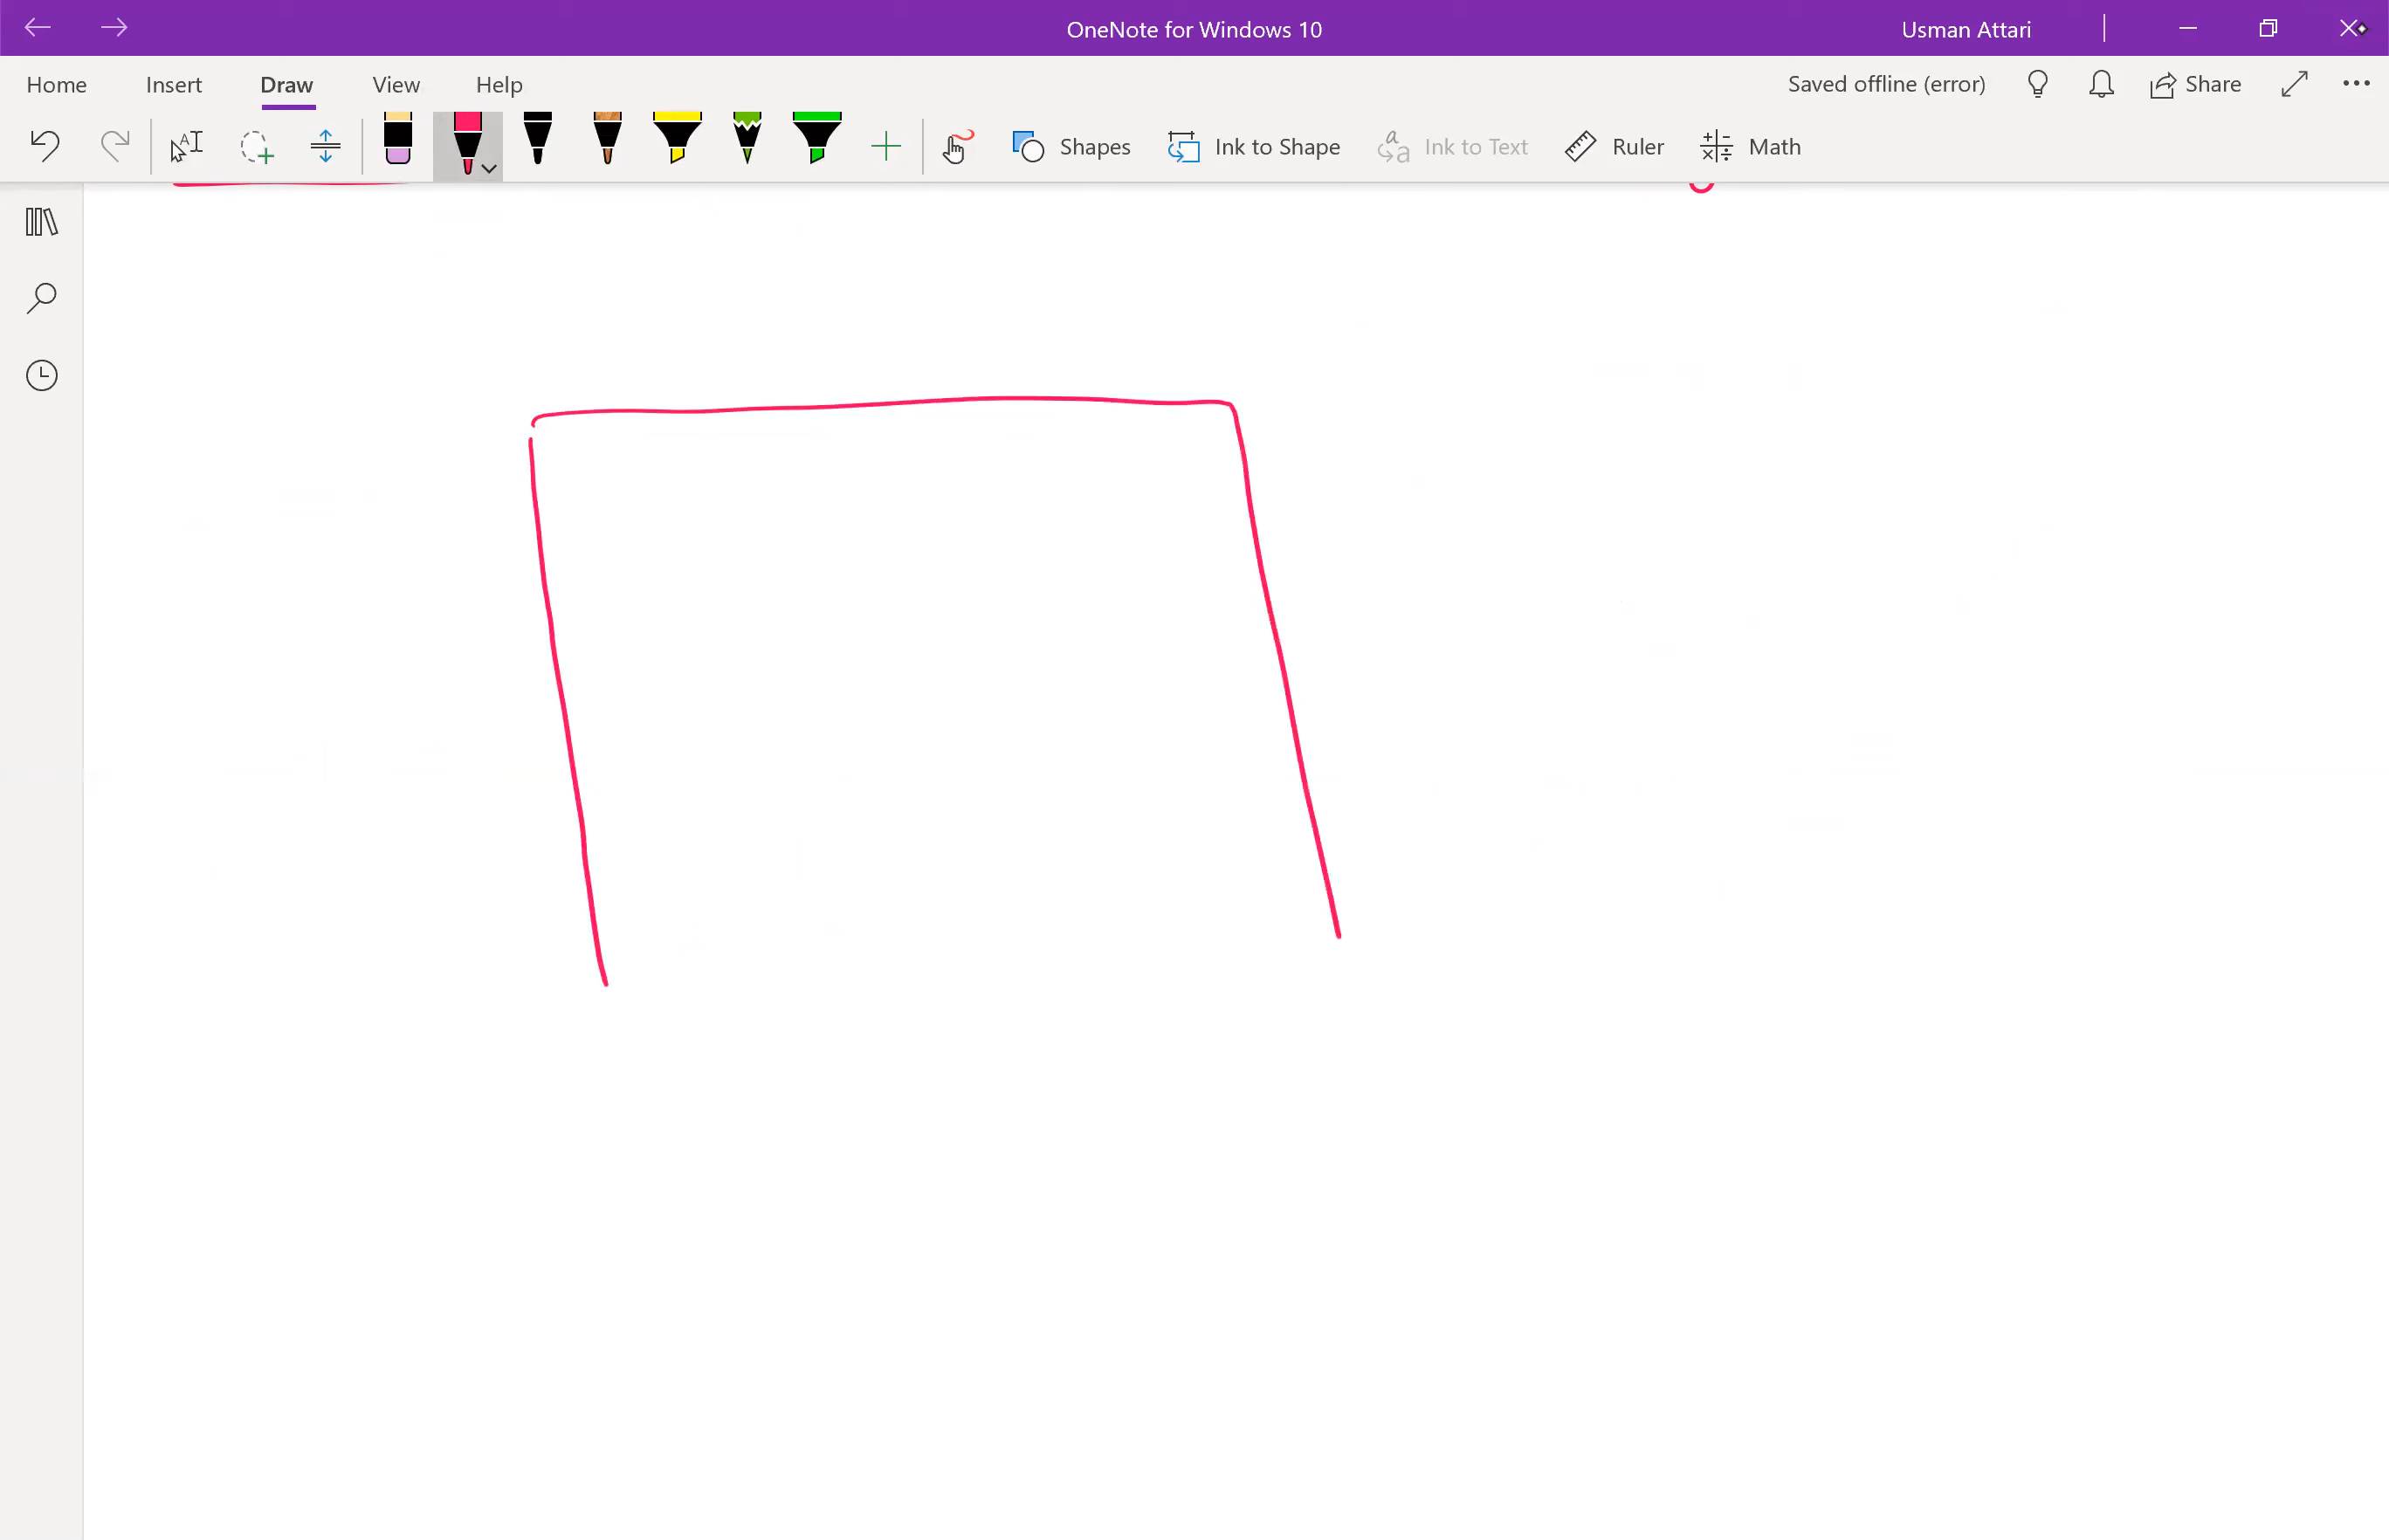 OneNote for Windows 10
Usman Attari
Home Insert Draw View Help
Saved offline (error) Share
Shapes Ink to Shape Ink to Text Ruler Math